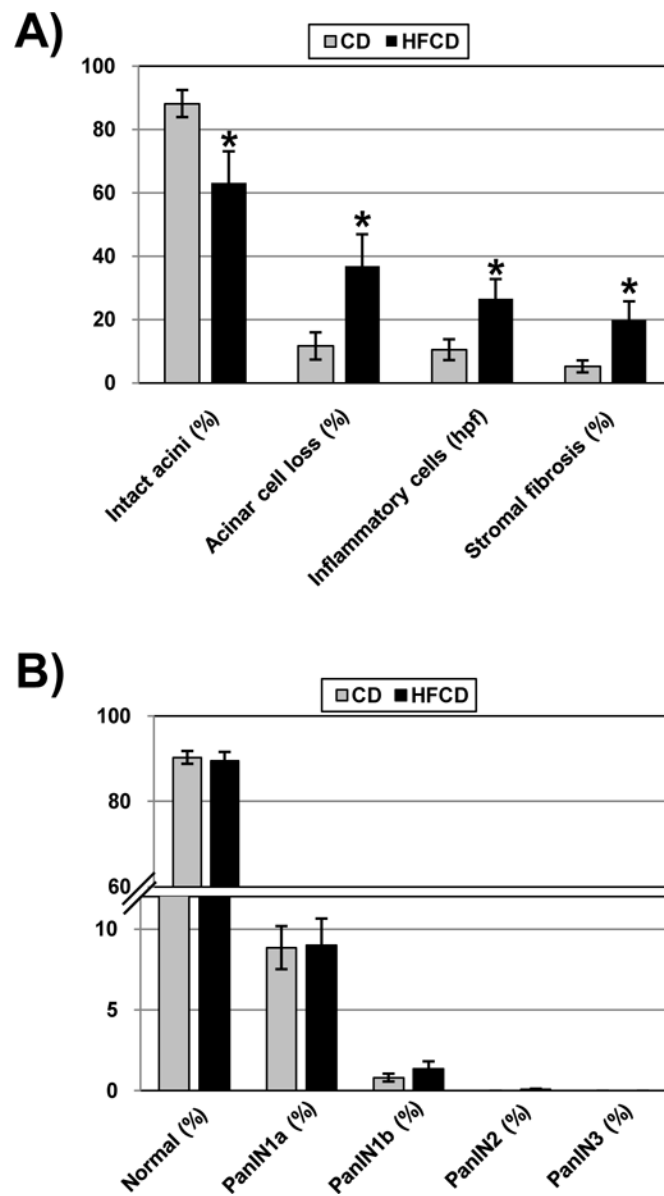 A)
CD HFCD
100
80
60
40
20
0
* * * *
Intact acini (%)
Acinar cell loss (%)
Inflammatory cells (hpf)
Stromal fibrosis (%)
B)
CD HFCD
100
80
60
10
5
0
Normal (%)
PanIN1a (%)
PanIN1b (%)
PanIN2 (%)
PanIN3 (%)